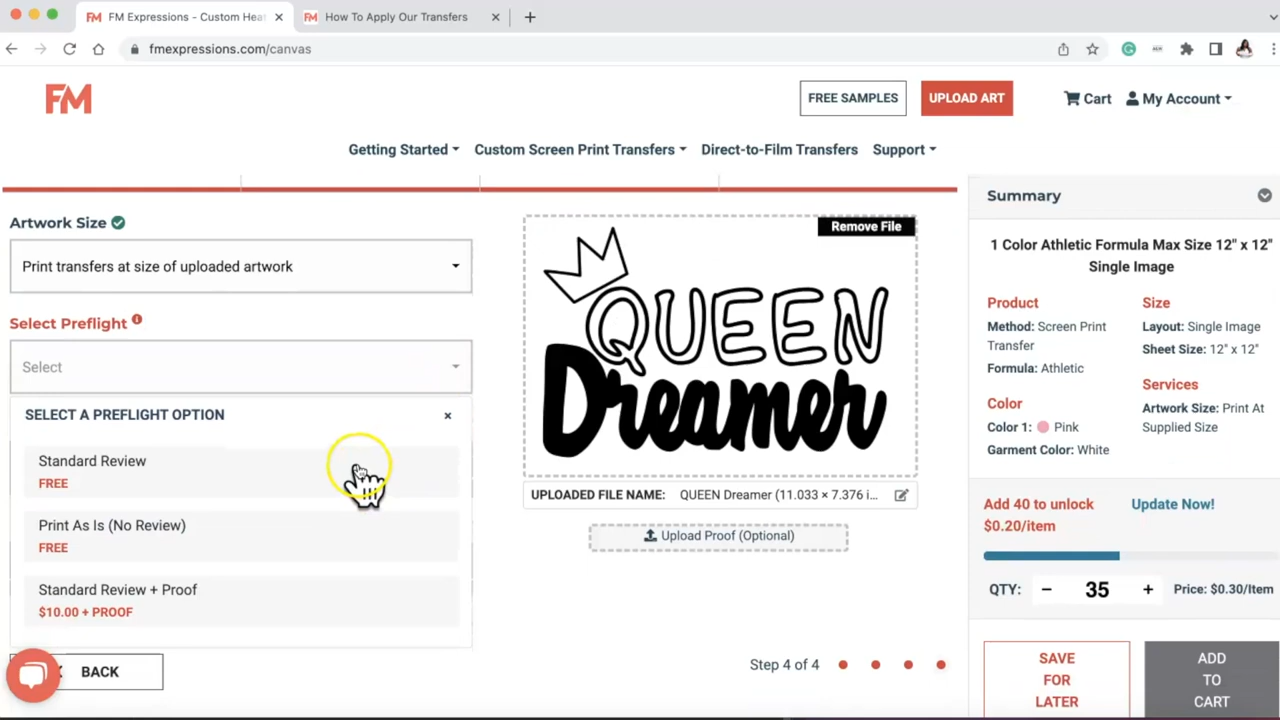 FM FM Expressions - Custom Hea
FM How To Apply Our Transfers
fmexpressions.com/canvas
FM
FREE SAMPLES
UPLOAD ART
Cart
My Account
Getting Started
Custom Screen Print Transfers
Direct-to-Film Transfers
Support
Artwork Size
Print transfers at size of uploaded artwork
Select Preflight
Select
SELECT A PREFLIGHT OPTION
Standard Review
FREE
Print As Is (No Review)
FREE
Standard Review + Proof
$10.00 + PROOF
BACK
Remove File
QUEEN
Dreamer
UPLOADED FILE NAME: QUEEN Dreamer (11.033 × 7.376 i...
Upload Proof (Optional)
Step 4 of 4
Summary
1 Color Athletic Formula Max Size 12" x 12"
Single Image
Product
Method: Screen Print
Transfer
Formula: Athletic
Color
Color 1: Pink
Garment Color: White
Size
Layout: Single Image
Sheet Size: 12" x 12"
Services
Artwork Size: Print At
Supplied Size
Add 40 to unlock
$0.20/item
Update Now!
QTY: − 35 + Price: $0.30/Item
SAVE
FOR
LATER
ADD
TO
CART